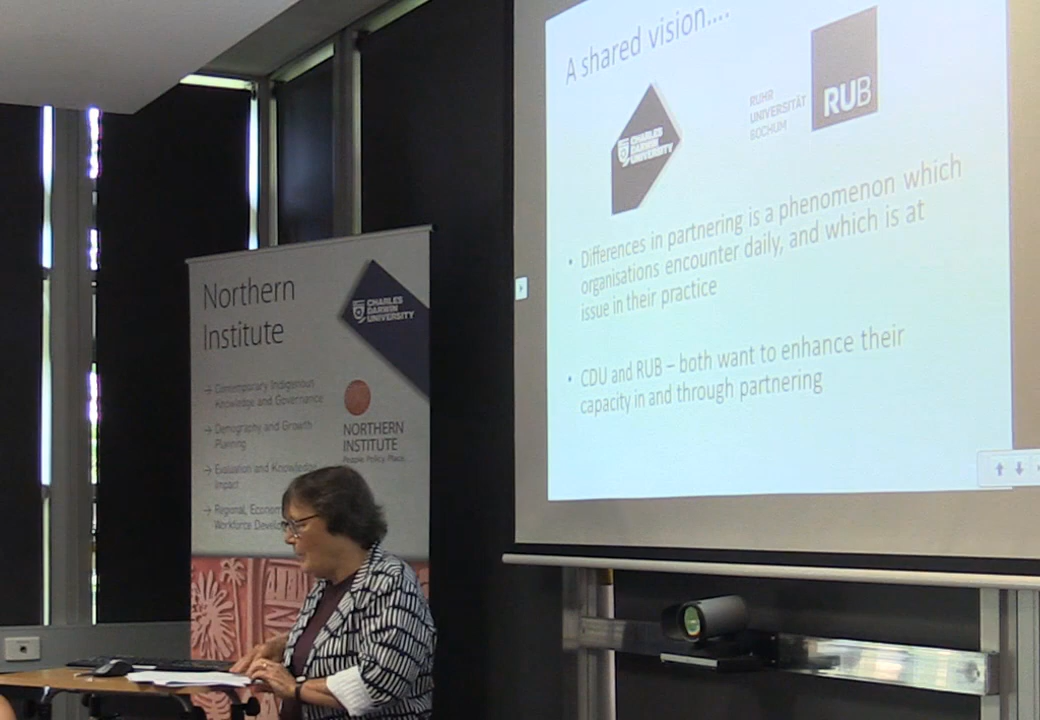 A shared vision....
CHARLES
DARWIN
UNIVERSITY
RUHR
UNIVERSITÄT
BOCHUM
RUB
• Differences in partnering is a phenomenon which
organisations encounter daily, and which is at
issue in their practice
• CDU and RUB – both want to enhance their
capacity in and through partnering
Northern
Institute
CHARLES
DARWIN
UNIVERSITY
→ Contemporary Indigenous
Knowledge and Governance
→ Demography and Growth
Planning
→ Evaluation and Knowledge
Impact
→ Regional, Econom
Workforce Develo
NORTHERN
INSTITUTE
People. Policy. Place.